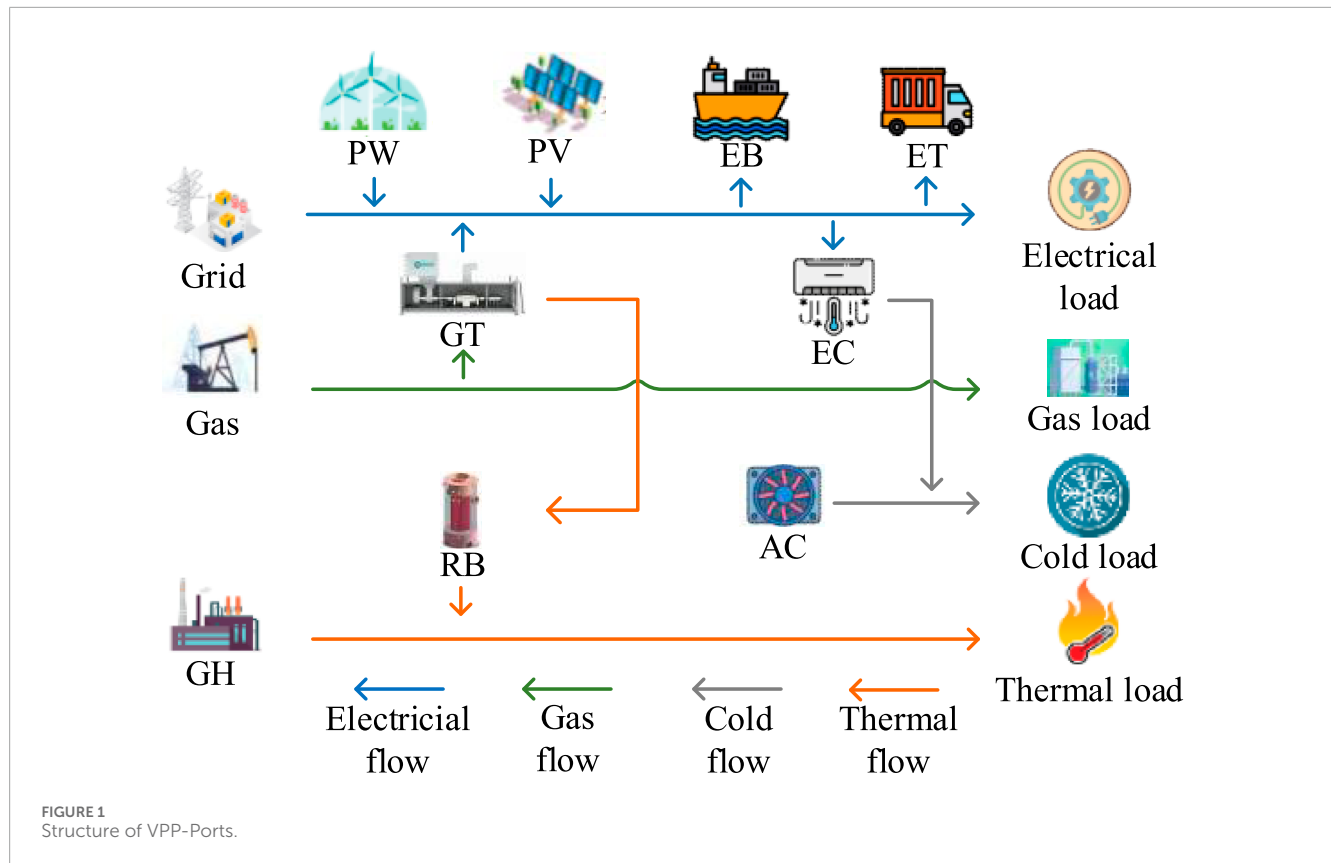 PW
PV
EB
ET
Grid
GT
EC
Electrical
load
Gas
Gas load
RB
AC
Cold load
GH
Thermal load
Electricial
flow
Gas
flow
Cold
flow
Thermal
flow
FIGURE 1
Structure of VPP-Ports.